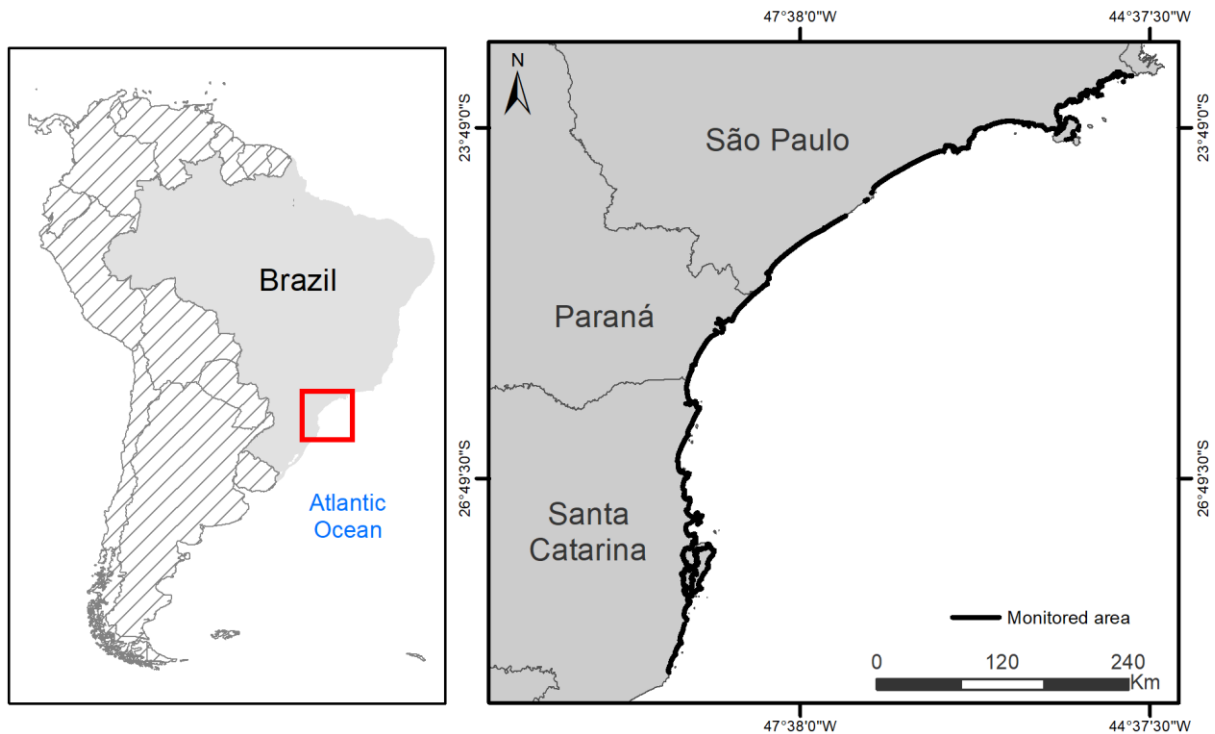 Brazil
Atlantic
Ocean
47°38'0"W
44°37'30"W
N
23°49'0"S
23°49'0"S
São Paulo
Paraná
26°49'30"S
26°49'30"S
Santa
Catarina
Monitored area
0 120 240
Km
47°38'0"W
44°37'30"W